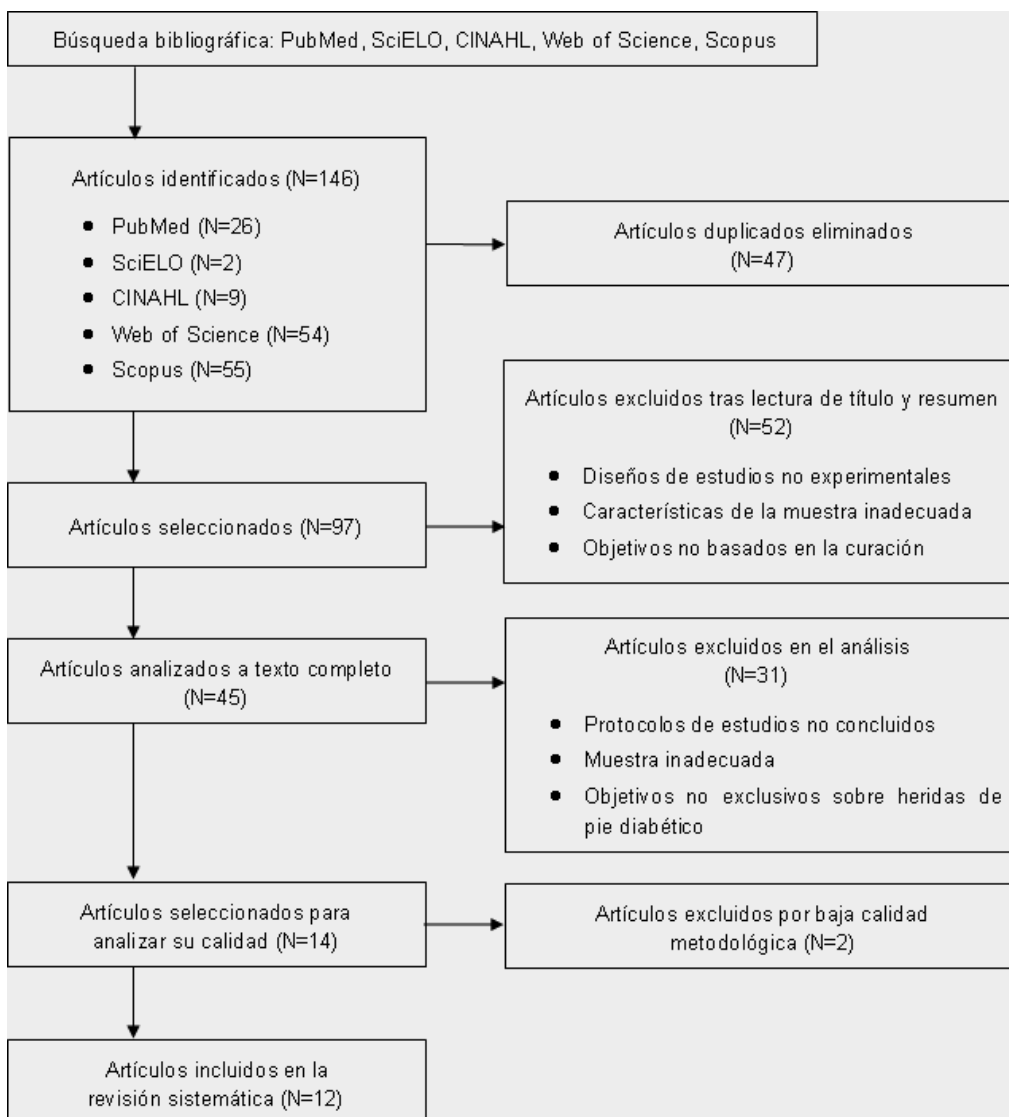 Búsqueda bibliográfica: PubMed, SciELO, CINAHL, Web of Science, Scopus
Artículos identificados (N=146)
● PubMed (N=26)
● SciELO (N=2)
● CINAHL (N=9)
● Web of Science (N=54)
● Scopus (N=55)
Artículos duplicados eliminados
(N=47)
Artículos excluidos tras lectura de título y resumen
(N=52)
● Diseños de estudios no experimentales
● Características de la muestra inadecuada
● Objetivos no basados en la curación
Artículos seleccionados (N=97)
Artículos analizados a texto completo
(N=45)
Artículos excluidos en el análisis
(N=31)
● Protocolos de estudios no concluidos
● Muestra inadecuada
● Objetivos no exclusivos sobre heridas de
pie diabético
Artículos seleccionados para
analizar su calidad (N=14)
Artículos excluidos por baja calidad
metodológica (N=2)
Artículos incluidos en la
revisión sistemática (N=12)